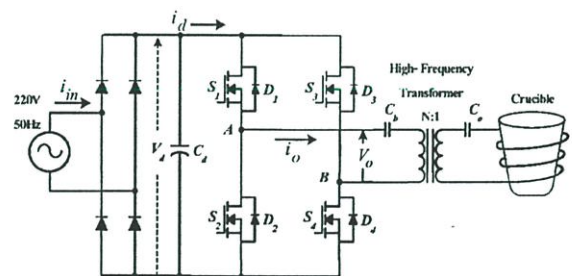 i_d
i_in
220V
50Hz
V_d
C_d
S_1
D_1
S_3
D_3
High- Frequency
Transformer
C_b
N:1
C_o
Crucible
A
i_o
V_o
B
S_2
D_2
S_4
D_4